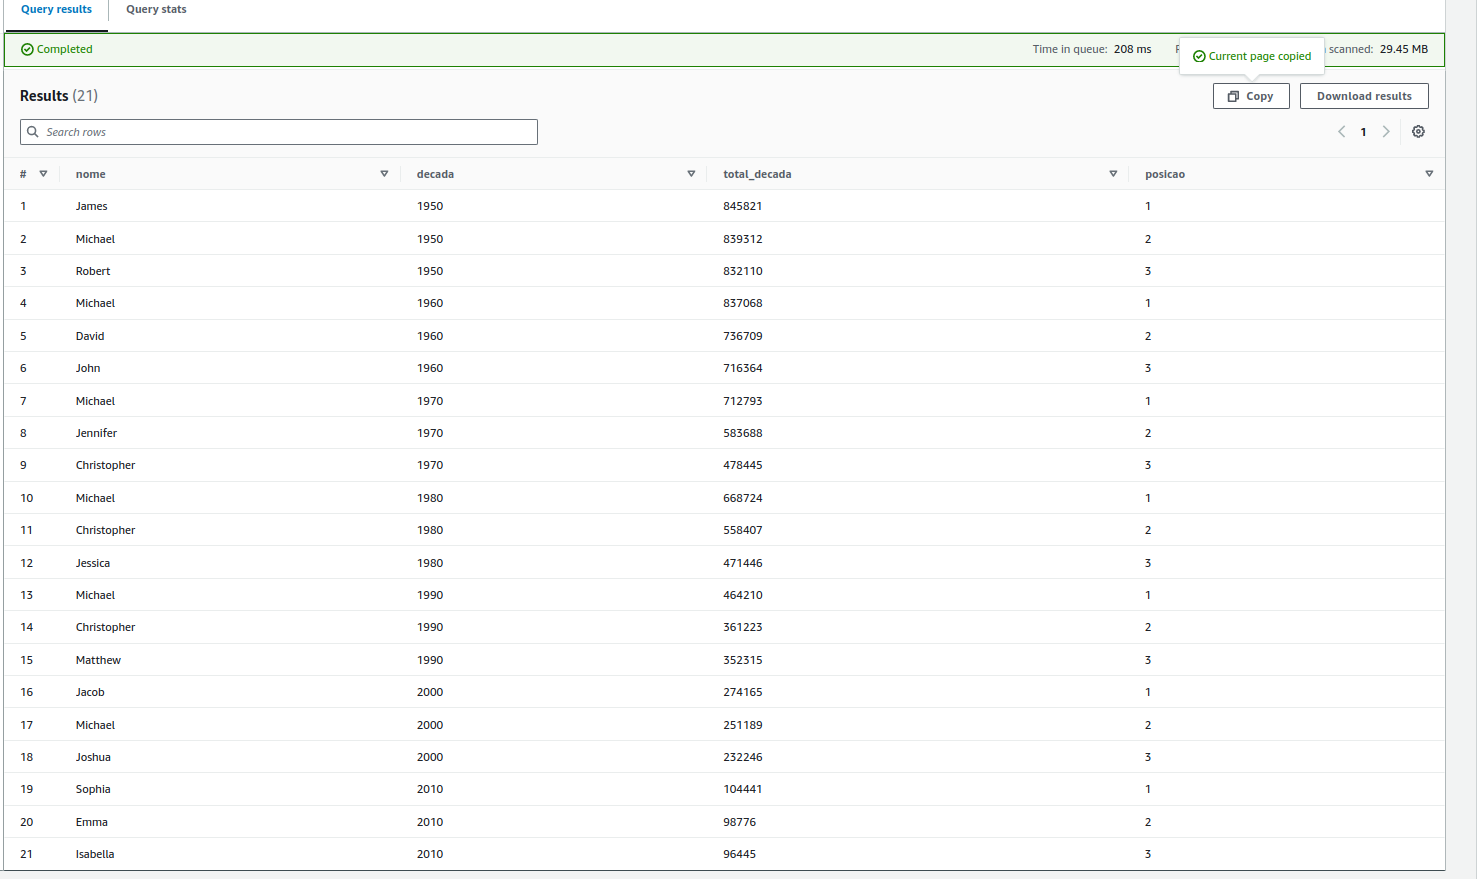 Query results Query stats
Completed Time in queue: 208 ms scanned: 29.45 MB
Current page copied
Results (21) Copy Download results
Search rows 1
# nome decada total_decada posicao
1 James 1950 845821 1
2 Michael 1950 839312 2
3 Robert 1950 832110 3
4 Michael 1960 837068 1
5 David 1960 736709 2
6 John 1960 716364 3
7 Michael 1970 712793 1
8 Jennifer 1970 583688 2
9 Christopher 1970 478445 3
10 Michael 1980 668724 1
11 Christopher 1980 558407 2
12 Jessica 1980 471446 3
13 Michael 1990 464210 1
14 Christopher 1990 361223 2
15 Matthew 1990 352315 3
16 Jacob 2000 274165 1
17 Michael 2000 251189 2
18 Joshua 2000 232246 3
19 Sophia 2010 104441 1
20 Emma 2010 98776 2
21 Isabella 2010 96445 3